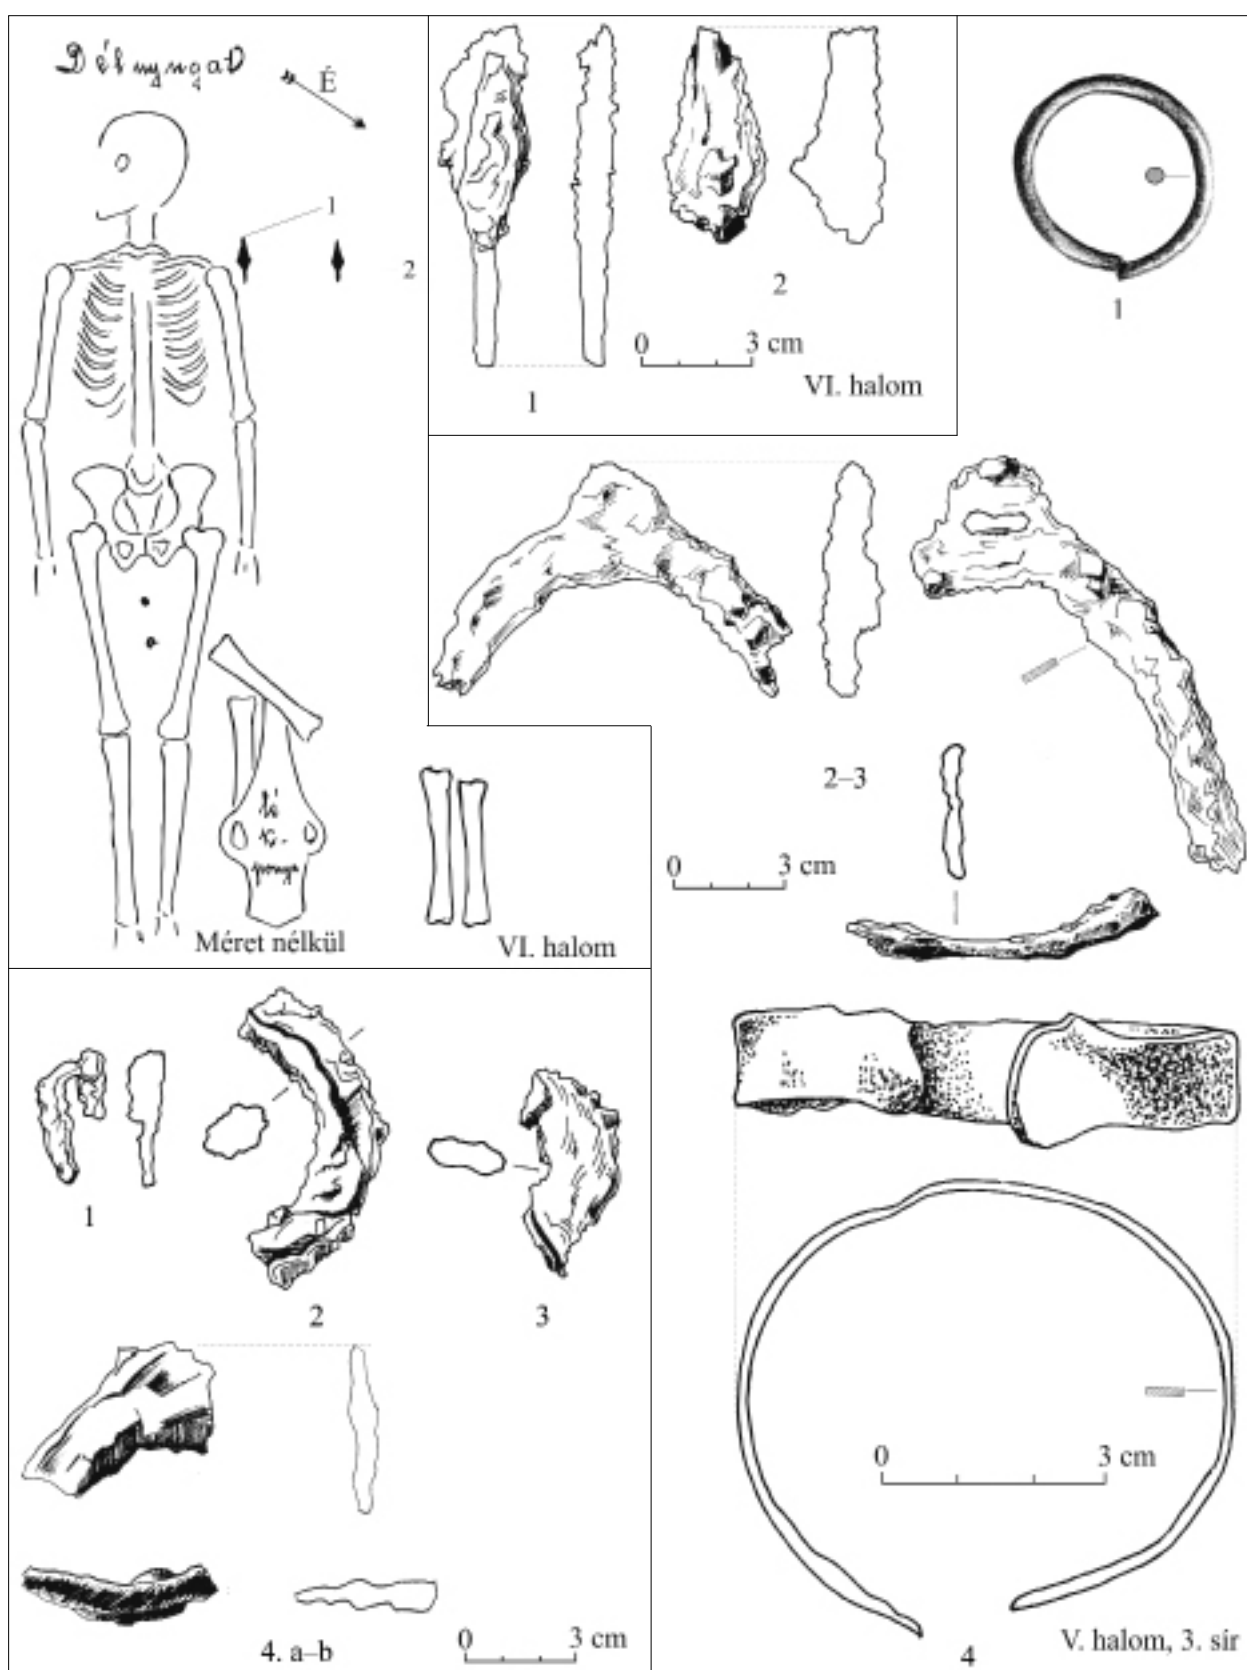 Délnyugat
É
1
2
Méret nélkül
VI. halom
1
2
0 3 cm
VI. halom
1
2–3
0 3 cm
0 3 cm
4
V. halom, 3. sír
1
2
3
4. a–b
0 3 cm